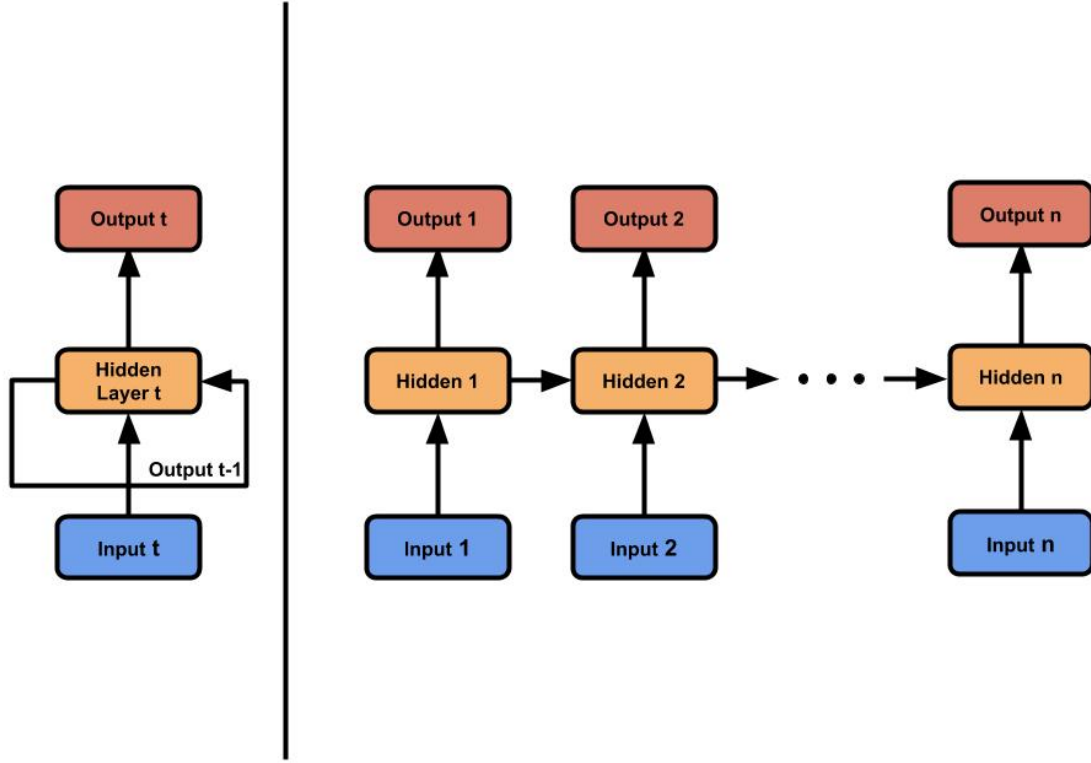 Output t
Hidden
Layer t
Output t-1
Input t
Output 1
Output 2
Output n
Hidden 1
Hidden 2
Hidden n
Input 1
Input 2
Input n